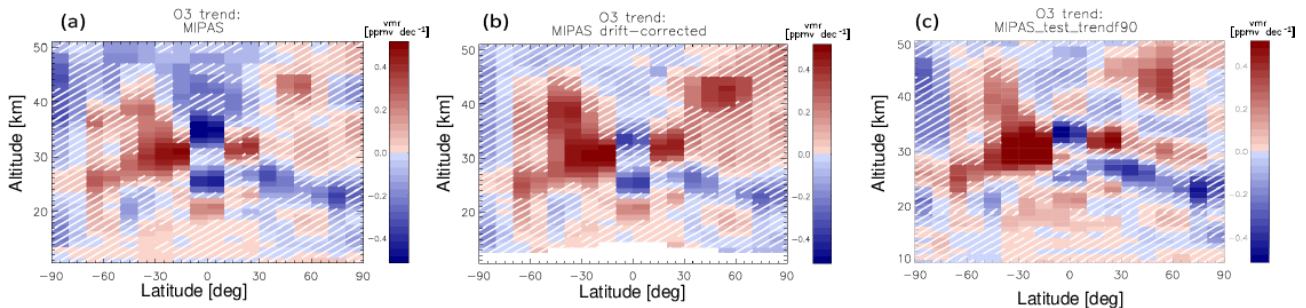 (a)
O3 trend:
MIPAS
vmr
[ppmv dec⁻¹]
50
40
30
20
Altitude [km]
−90
−60
−30
0
30
60
90
Latitude [deg]
0.4
0.2
0.0
−0.2
−0.4
(b)
O3 trend:
MIPAS drift−corrected
vmr
[ppmv dec⁻¹]
50
40
30
20
Altitude [km]
−90
−60
−30
0
30
60
90
Latitude [deg]
0.4
0.2
0.0
−0.2
−0.4
(c)
O3 trend:
MIPAS_test_trendf90
vmr
[ppmv dec⁻¹]
50
40
30
20
10
Altitude [km]
−90
−60
−30
0
30
60
90
Latitude [deg]
0.4
0.2
0.0
−0.2
−0.4